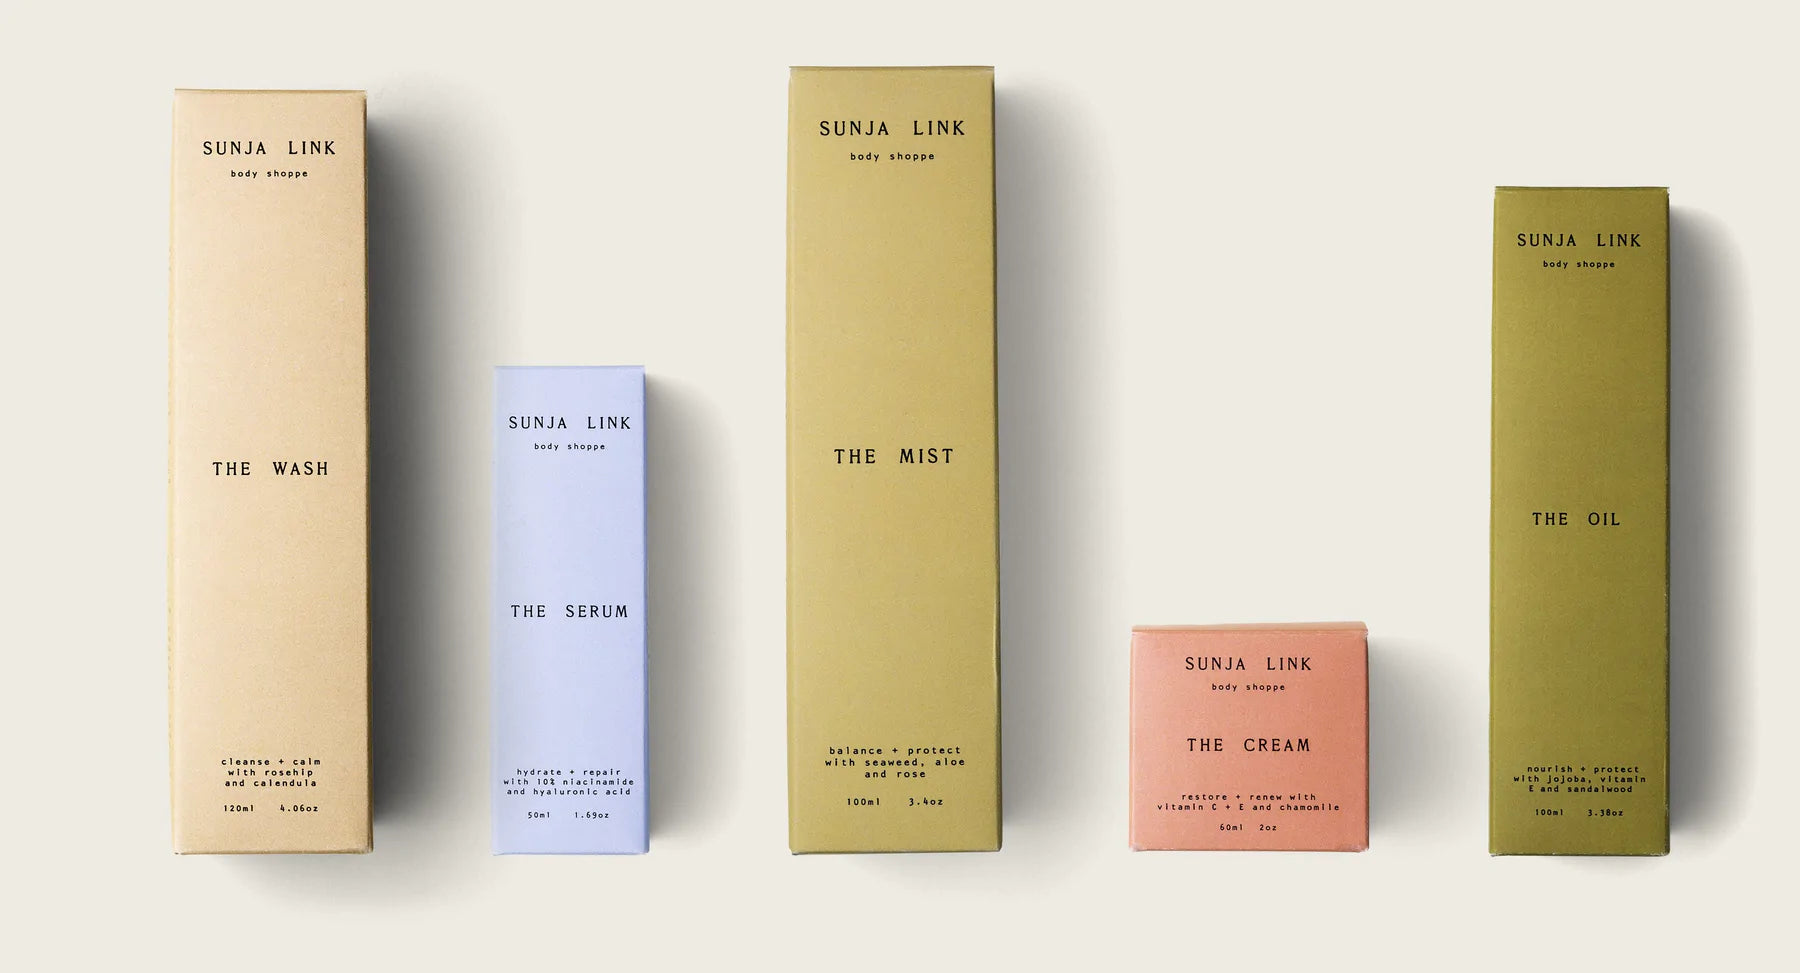 SUNJA LINK
body shoppe
THE WASH
cleanse + calm
with rosehip
and calendula
120ml 4.06oz
SUNJA LINK
body shoppe
THE SERUM
hydrate + repair
with 10% niacinamide
and hyaluronic acid
50ml 1.69oz
SUNJA LINK
body shoppe
THE MIST
balance + protect
with seaweed, aloe
and rose
100ml 3.4oz
SUNJA LINK
body shoppe
THE CREAM
restore + renew with
vitamin C + E and chamomile
60ml 2oz
SUNJA LINK
body shoppe
THE OIL
nourish + protect
with jojoba, vitamin
E and sandalwood
100ml 3.38oz